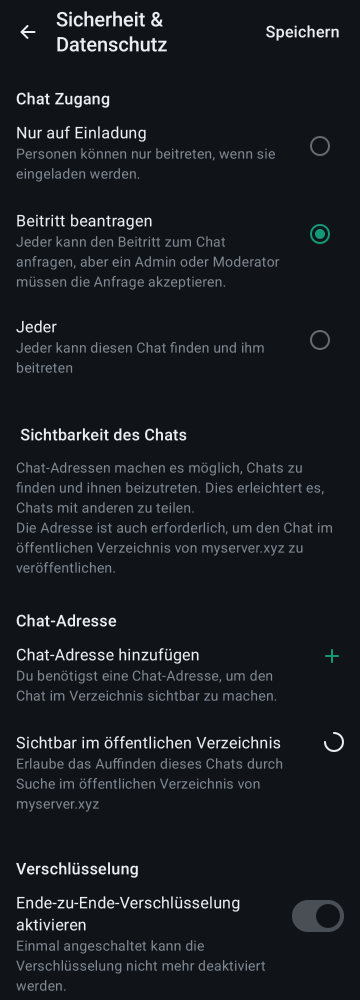 Sicherheit &
Datenschutz
Speichern
Chat Zugang
Nur auf Einladung
Personen können nur beitreten, wenn sie
eingeladen werden.
Beitritt beantragen
Jeder kann den Beitritt zum Chat
anfragen, aber ein Admin oder Moderator
müssen die Anfrage akzeptieren.
Jeder
Jeder kann diesen Chat finden und ihm
beitreten
Sichtbarkeit des Chats
Chat-Adressen machen es möglich, Chats zu
finden und ihnen beizutreten. Dies erleichtert es,
Chats mit anderen zu teilen.
Die Adresse ist auch erforderlich, um den Chat im
öffentlichen Verzeichnis von myserver.xyz zu
veröffentlichen.
Chat-Adresse
Chat-Adresse hinzufügen
Du benötigst eine Chat-Adresse, um den
Chat im Verzeichnis sichtbar zu machen.
Sichtbar im öffentlichen Verzeichnis
Erlaube das Auffinden dieses Chats durch
Suche im öffentlichen Verzeichnis von
myserver.xyz
Verschlüsselung
Ende-zu-Ende-Verschlüsselung
aktivieren
Einmal angeschaltet kann die
Verschlüsselung nicht mehr deaktiviert
werden.